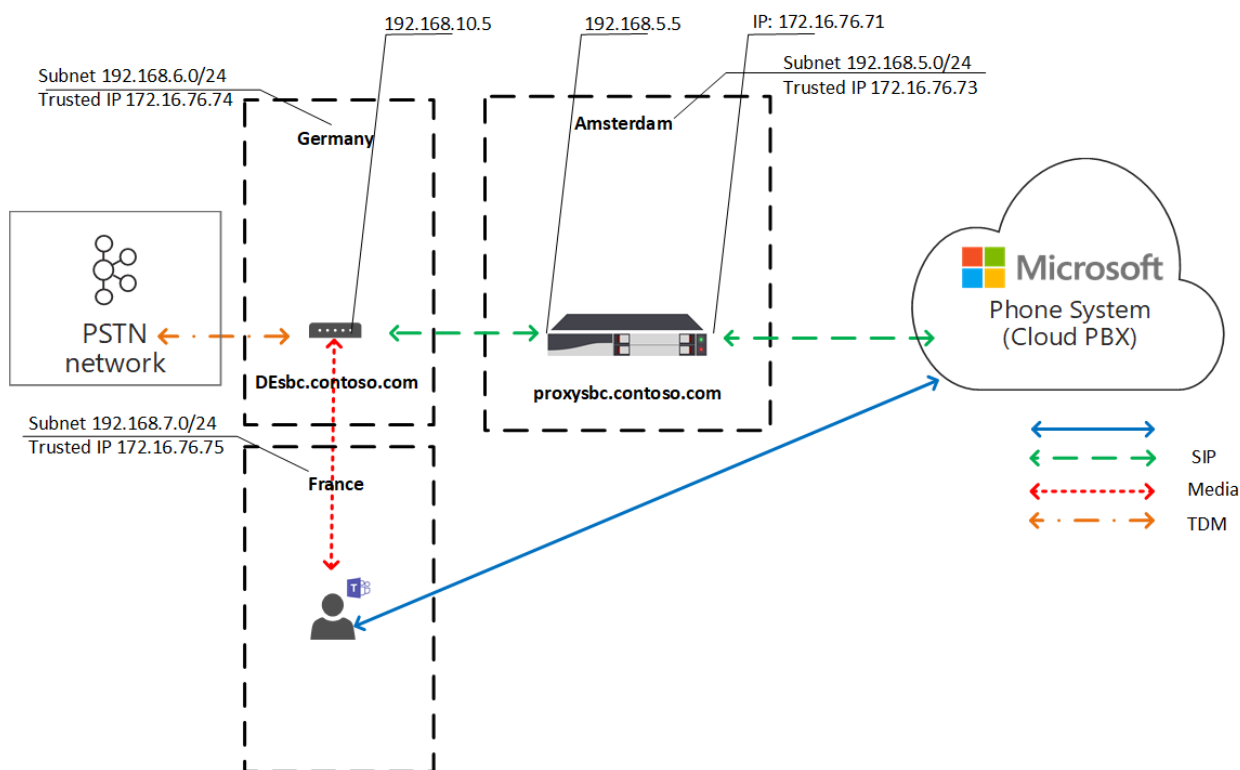 192.168.10.5
192.168.5.5
IP: 172.16.76.71
Subnet 192.168.6.0/24
Trusted IP 172.16.76.74
Subnet 192.168.5.0/24
Trusted IP 172.16.76.73
Germany
Amsterdam
PSTN
network
DEsbc.contoso.com
proxysbc.contoso.com
Microsoft
Phone System
(Cloud PBX)
Subnet 192.168.7.0/24
Trusted IP 172.16.76.75
France
T
SIP
Media
TDM